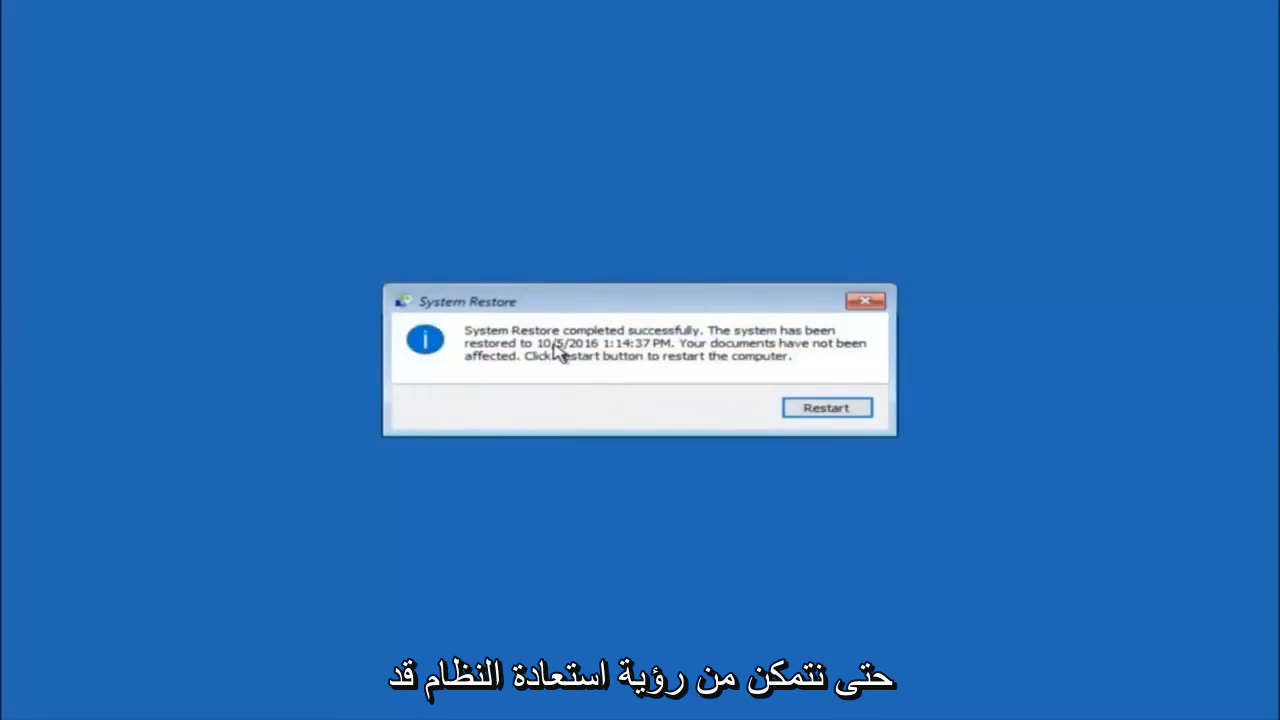 System Restore
System Restore completed successfully. The system has been
restored to 10/5/2016 1:14:37 PM. Your documents have not been
affected. Click Restart button to restart the computer.
Restart
حتى نتمكن من رؤية استعادة النظام قد